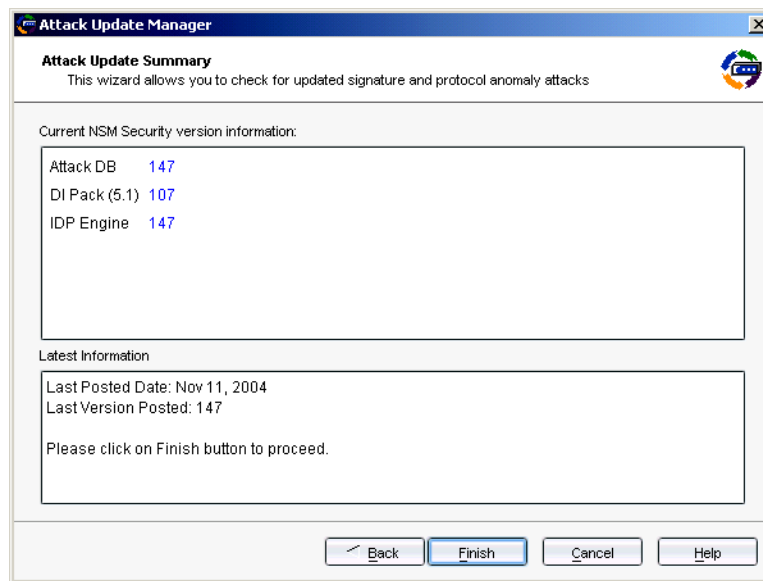 Attack Update Manager
Attack Update Summary
This wizard allows you to check for updated signature and protocol anomaly attacks
Current NSM Security version information:
Attack DB 147
DI Pack (5.1) 107
IDP Engine 147
Latest Information
Last Posted Date: Nov 11, 2004
Last Version Posted: 147
Please click on Finish button to proceed.
Back Finish Cancel Help